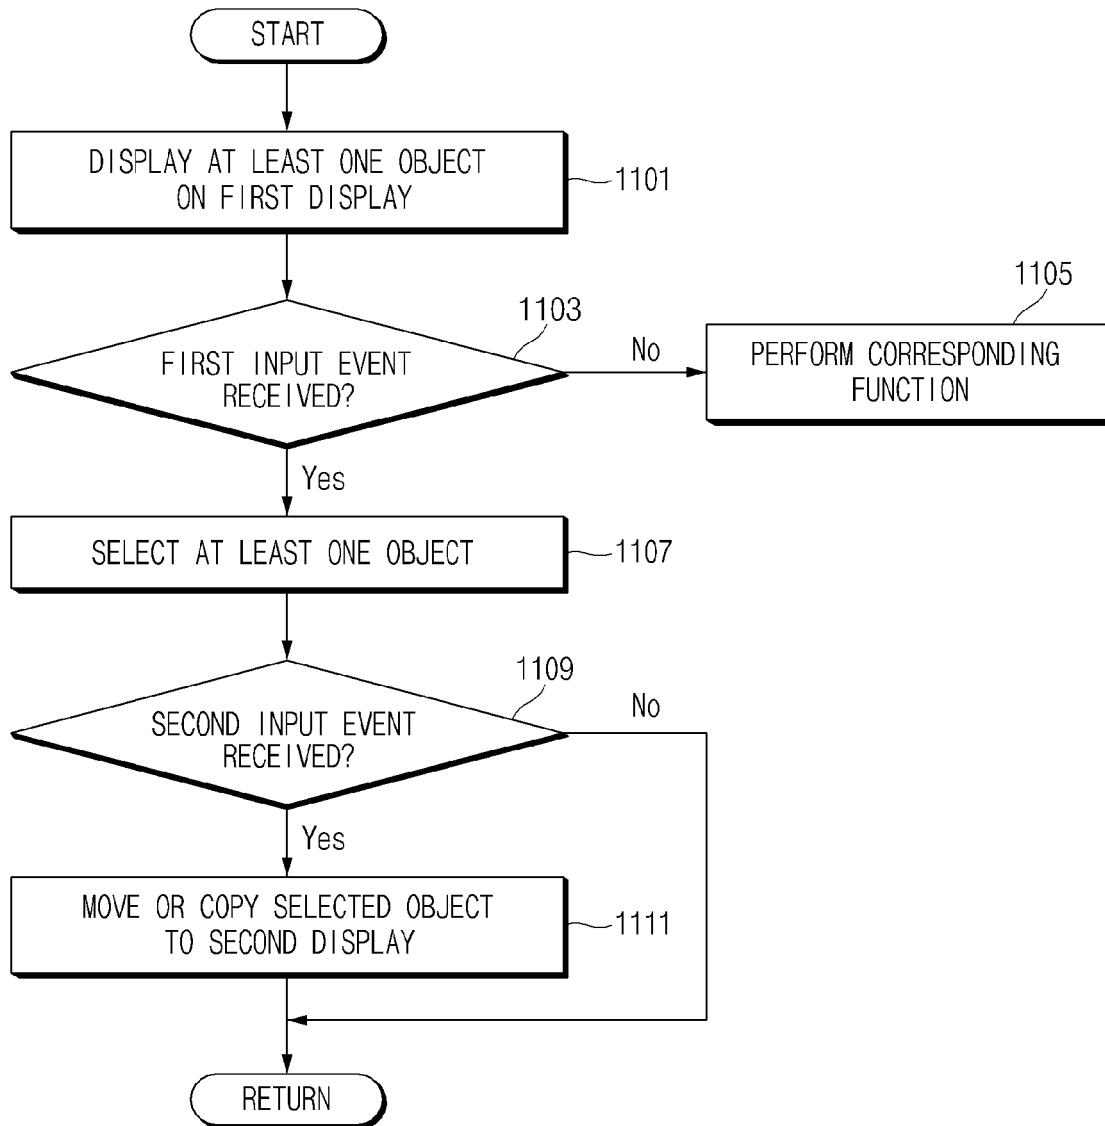 START
DISPLAY AT LEAST ONE OBJECT
ON FIRST DISPLAY
1101
1103
FIRST INPUT EVENT
RECEIVED?
No
1105
PERFORM CORRESPONDING
FUNCTION
Yes
SELECT AT LEAST ONE OBJECT
1107
1109
SECOND INPUT EVENT
RECEIVED?
No
Yes
MOVE OR COPY SELECTED OBJECT
TO SECOND DISPLAY
1111
RETURN